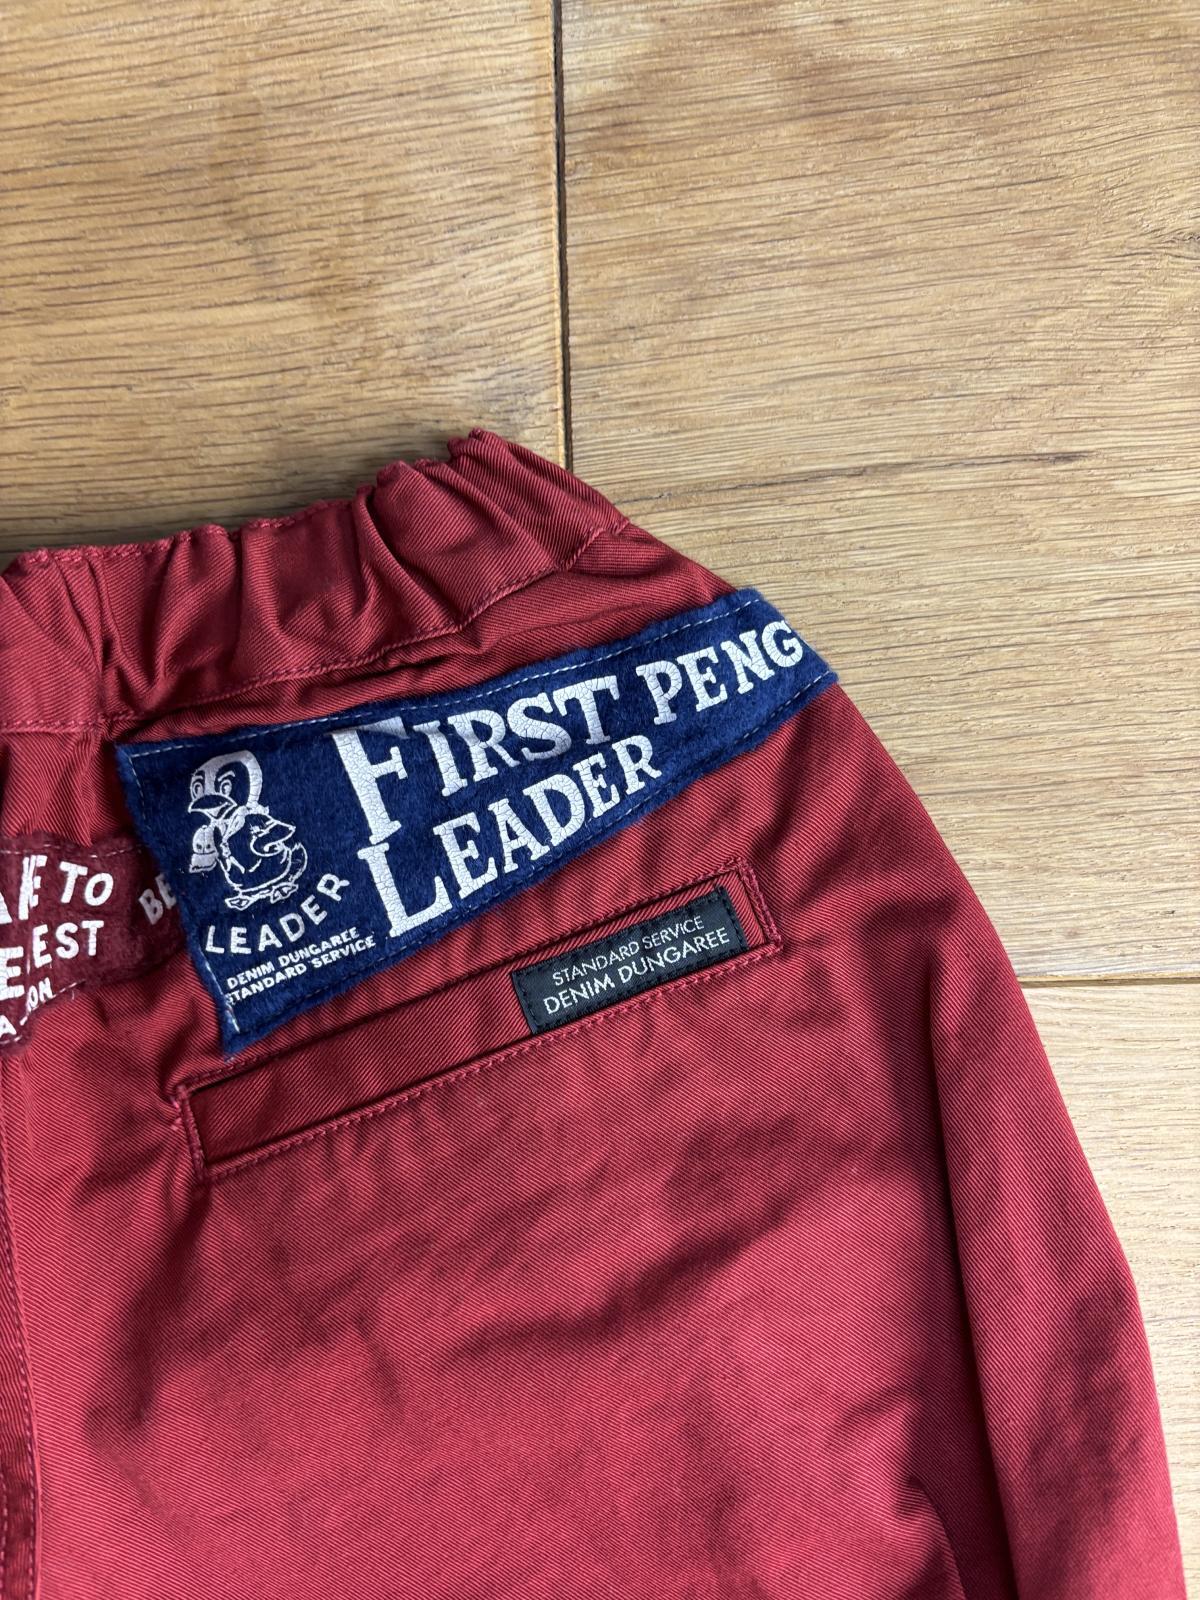 FIRST PENG
LEADER
LEADER
DENIM DUNGAREE
STANDARD SERVICE
STANDARD SERVICE
DENIM DUNGAREE
TO
BE
EST